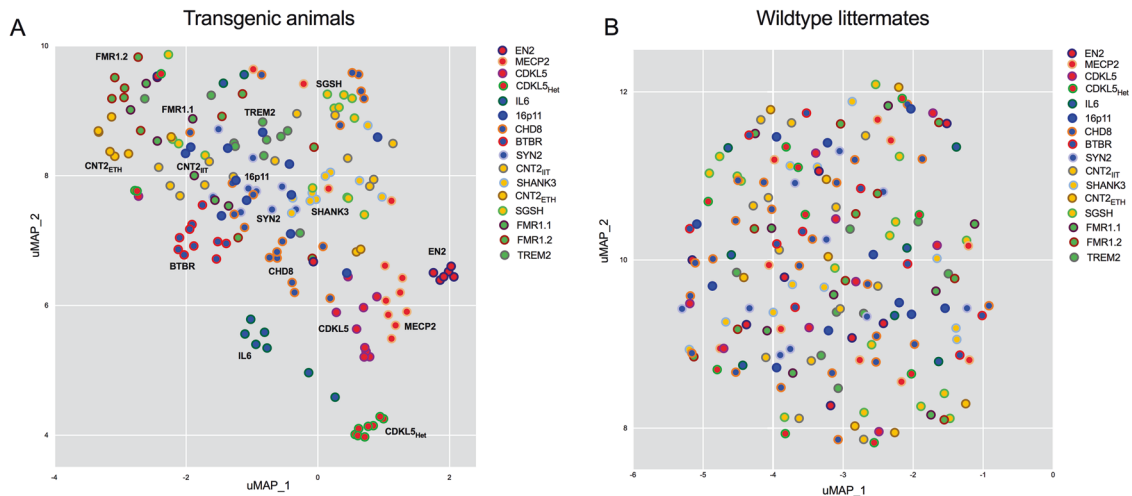 Transgenic animals
Wildtype littermates
A
B
10
8
6
4
uMAP_2
-4
-2
0
2
uMAP_1
FMR1.2
FMR1.1
SGSH
TREM2
CNT2ETH
CNT2IIT
16p11
SYN2
SHANK3
BTBR
CHD8
EN2
MECP2
CDKL5
IL6
CDKL5Het
EN2
MECP2
CDKL5
CDKL5Het
IL6
16p11
CHD8
BTBR
SYN2
CNT2IIT
SHANK3
CNT2ETH
SGSH
FMR1.1
FMR1.2
TREM2
12
10
8
uMAP_2
-6
-5
-4
-3
-2
-1
0
uMAP_1
EN2
MECP2
CDKL5
CDKL5Het
IL6
16p11
CHD8
BTBR
SYN2
CNT2IIT
SHANK3
CNT2ETH
SGSH
FMR1.1
FMR1.2
TREM2